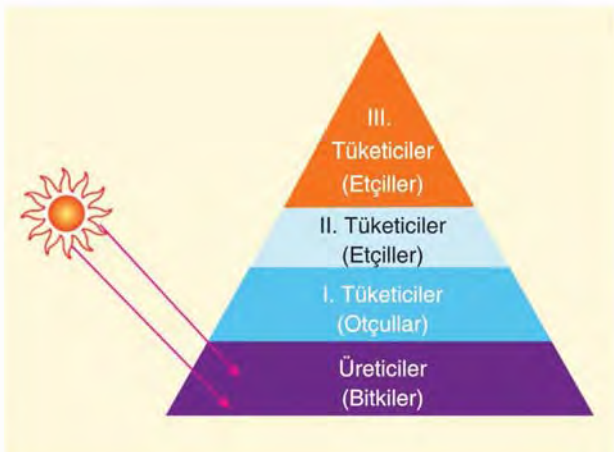 III.
Tüketiciler
(Etçiller)
II. Tüketiciler
(Etçiller)
I. Tüketiciler
(Otçullar)
Üreticiler
(Bitkiler)